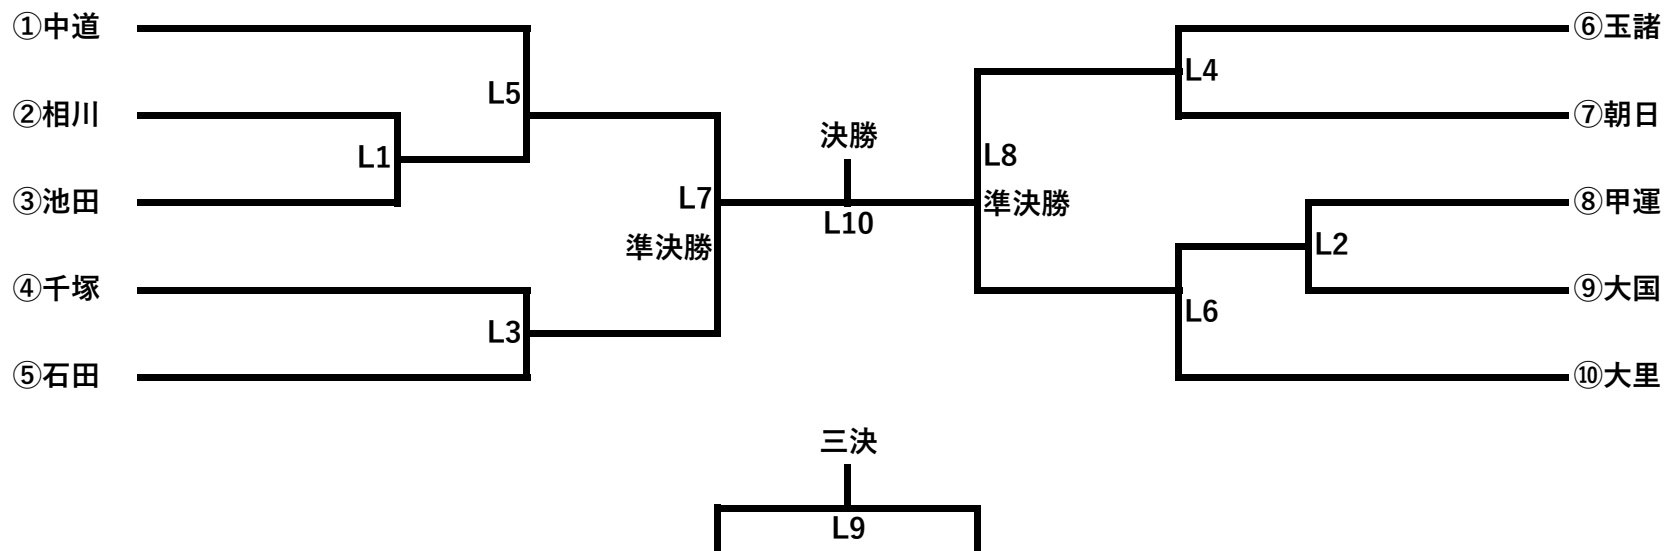 ①中道
②相川
③池田
④千塚
⑤石田
L5
L1
L3
L7
準決勝
決勝
L10
L8
準決勝
L4
L2
L6
⑥玉諸
⑦朝日
⑧甲運
⑨大国
⑩大里
三決
L9